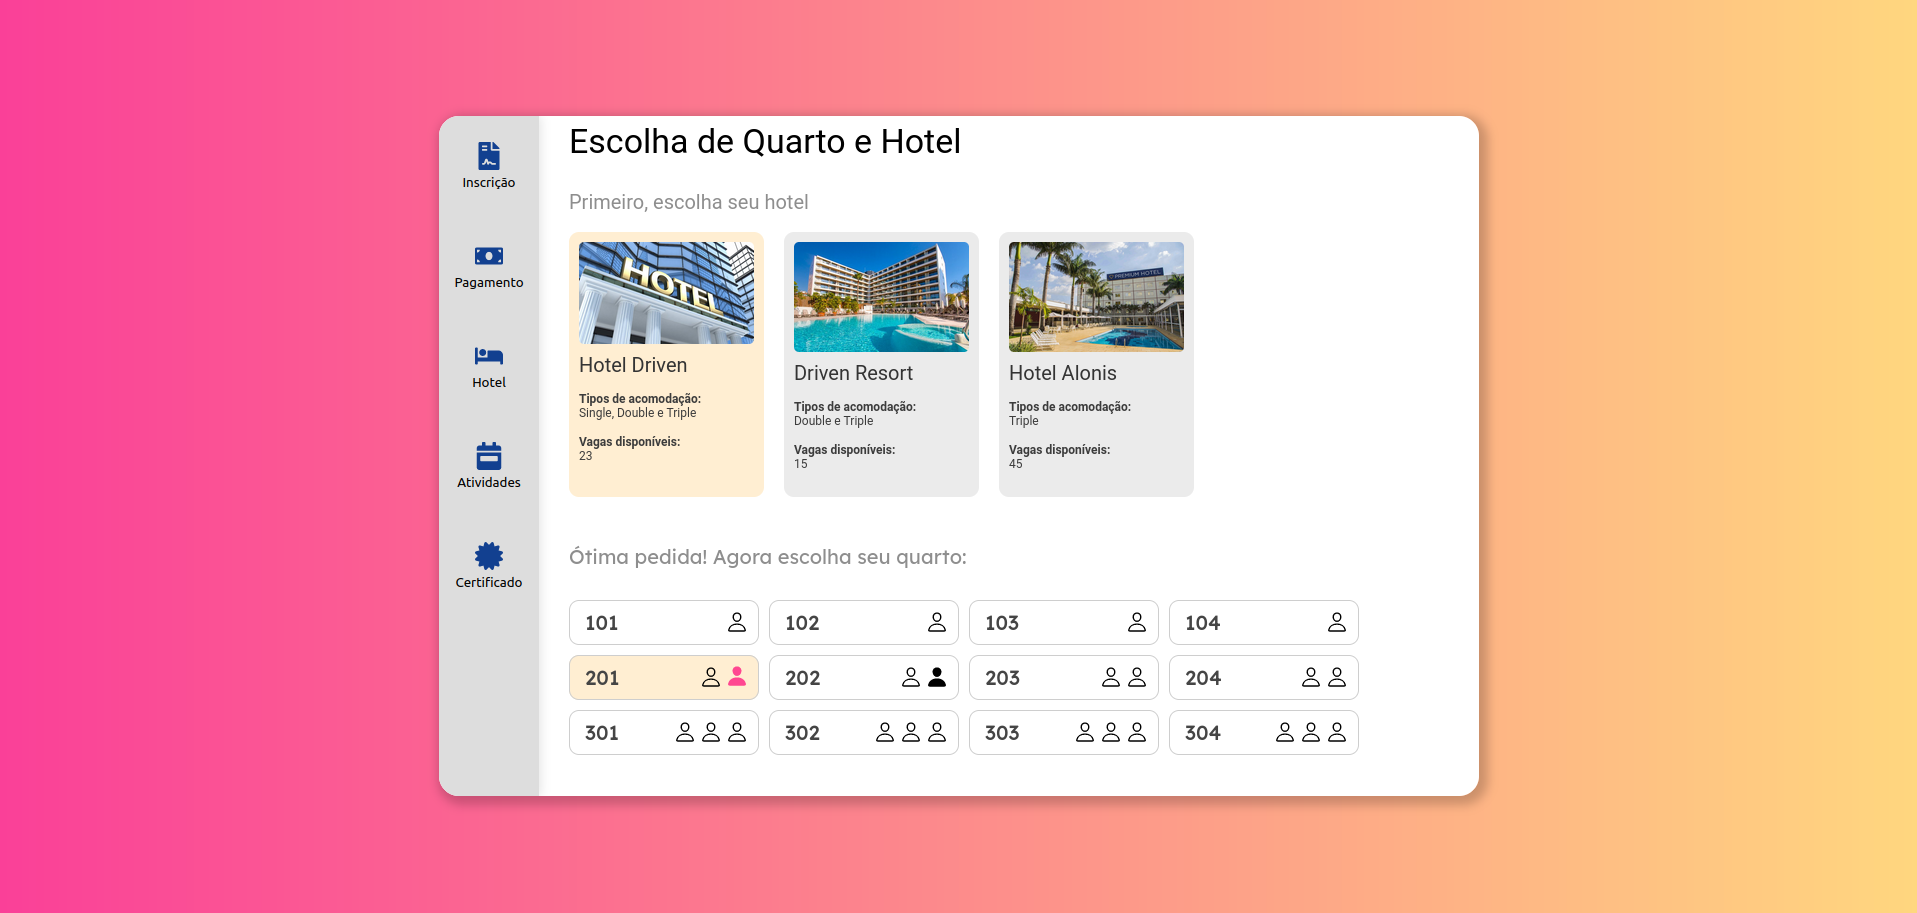 Escolha de Quarto e Hotel
Inscrição
Pagamento
Hotel
Atividades
Certificado
Primeiro, escolha seu hotel
HOTEL
Hotel Driven
Tipos de acomodação:
Single, Double e Triple
Vagas disponíveis:
23
Driven Resort
Tipos de acomodação:
Double e Triple
Vagas disponíveis:
15
PREMIUM HOTEL
Hotel Alonis
Tipos de acomodação:
Triple
Vagas disponíveis:
45
Ótima pedida! Agora escolha seu quarto:
101 102 103 104
201 202 203 204
301 302 303 304